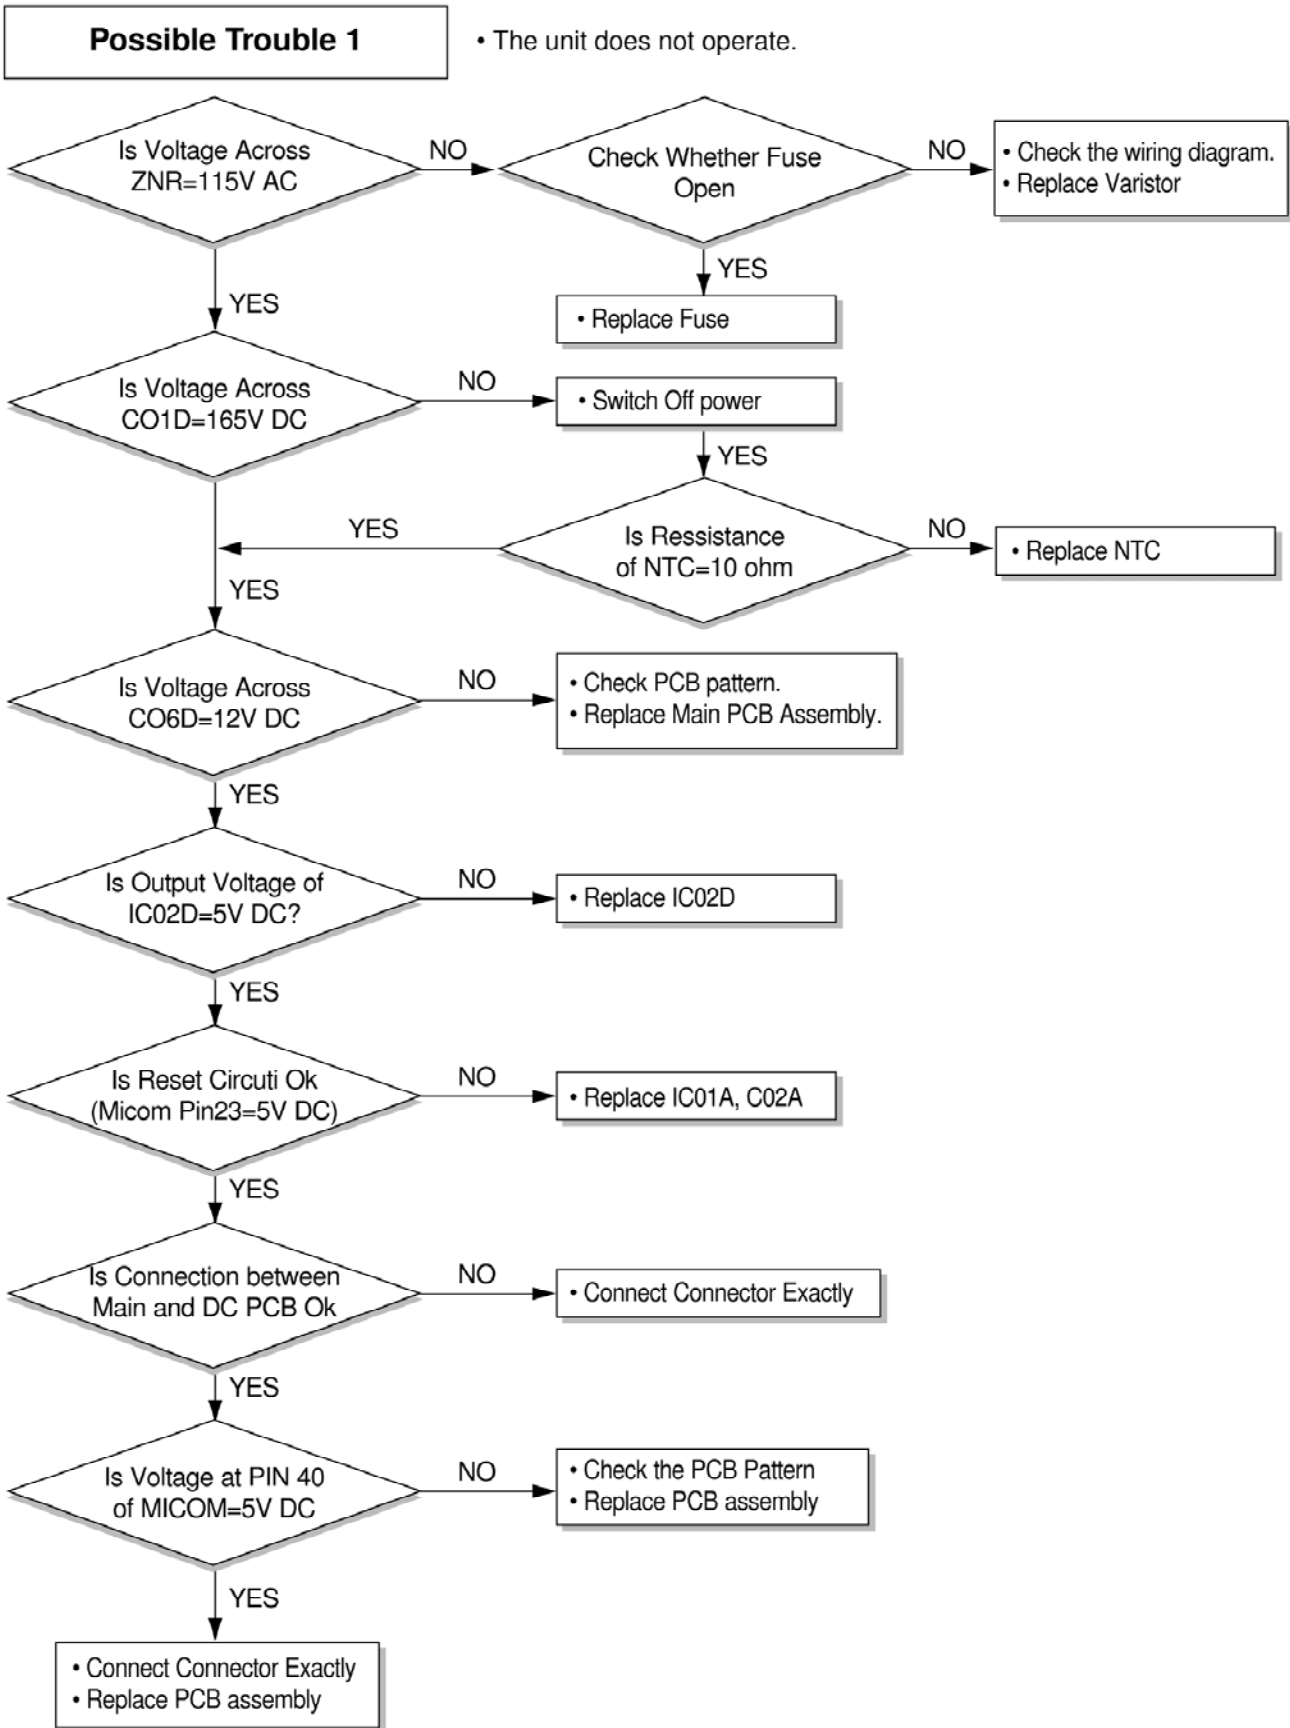 Possible Trouble 1
• The unit does not operate.
Is Voltage Across
ZNR=115V AC
NO
Check Whether Fuse
Open
NO
• Check the wiring diagram.
• Replace Varistor
YES
• Replace Fuse
YES
Is Voltage Across
CO1D=165V DC
NO
• Switch Off power
YES
Is Ressistance
of NTC=10 ohm
NO
• Replace NTC
YES
YES
Is Voltage Across
CO6D=12V DC
NO
• Check PCB pattern.
• Replace Main PCB Assembly.
YES
Is Output Voltage of
IC02D=5V DC?
NO
• Replace IC02D
YES
Is Reset Circuti Ok
(Micom Pin23=5V DC)
NO
• Replace IC01A, C02A
YES
Is Connection between
Main and DC PCB Ok
NO
• Connect Connector Exactly
YES
Is Voltage at PIN 40
of MICOM=5V DC
NO
• Check the PCB Pattern
• Replace PCB assembly
YES
• Connect Connector Exactly
• Replace PCB assembly